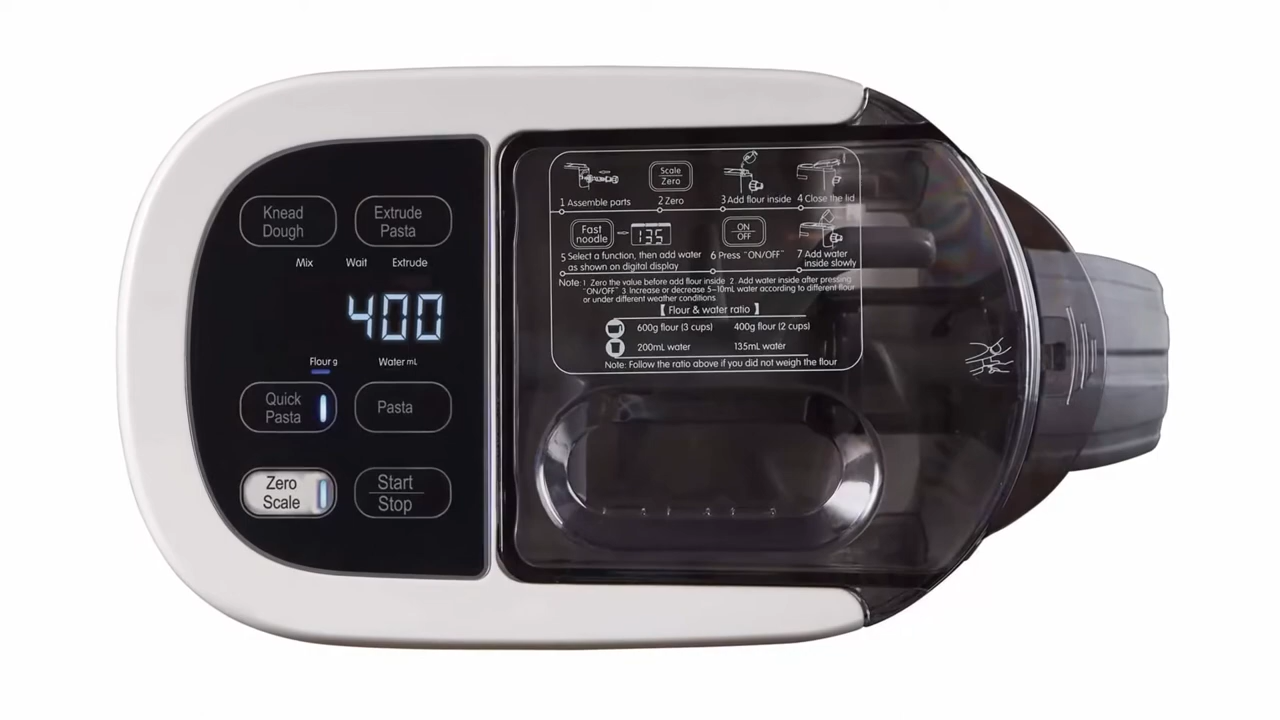 Knead
Dough
Extrude
Pasta
Mix
Wait
Extrude
400
Flour g
Water mL
Quick
Pasta
Pasta
Zero
Scale
Start
Stop
Scale
Zero
1 Assemble parts
2 Zero
3 Add flour inside
4 Close the lid
Fast
noodle
135
ON
OFF
5 Select a function, then add water
as shown on digital display
6 Press "ON/OFF"
7 Add water
inside slowly
Note: 1 Zero the value before add flour inside 2. Add water inside after pressing
"ON/OFF" 3. Increase or decrease 5-10mL water according to different flour
or under different weather conditions
【 Flour & water ratio 】
600g flour (3 cups) 400g flour (2 cups)
200mL water 135mL water
Note: Follow the ratio above if you did not weigh the flour